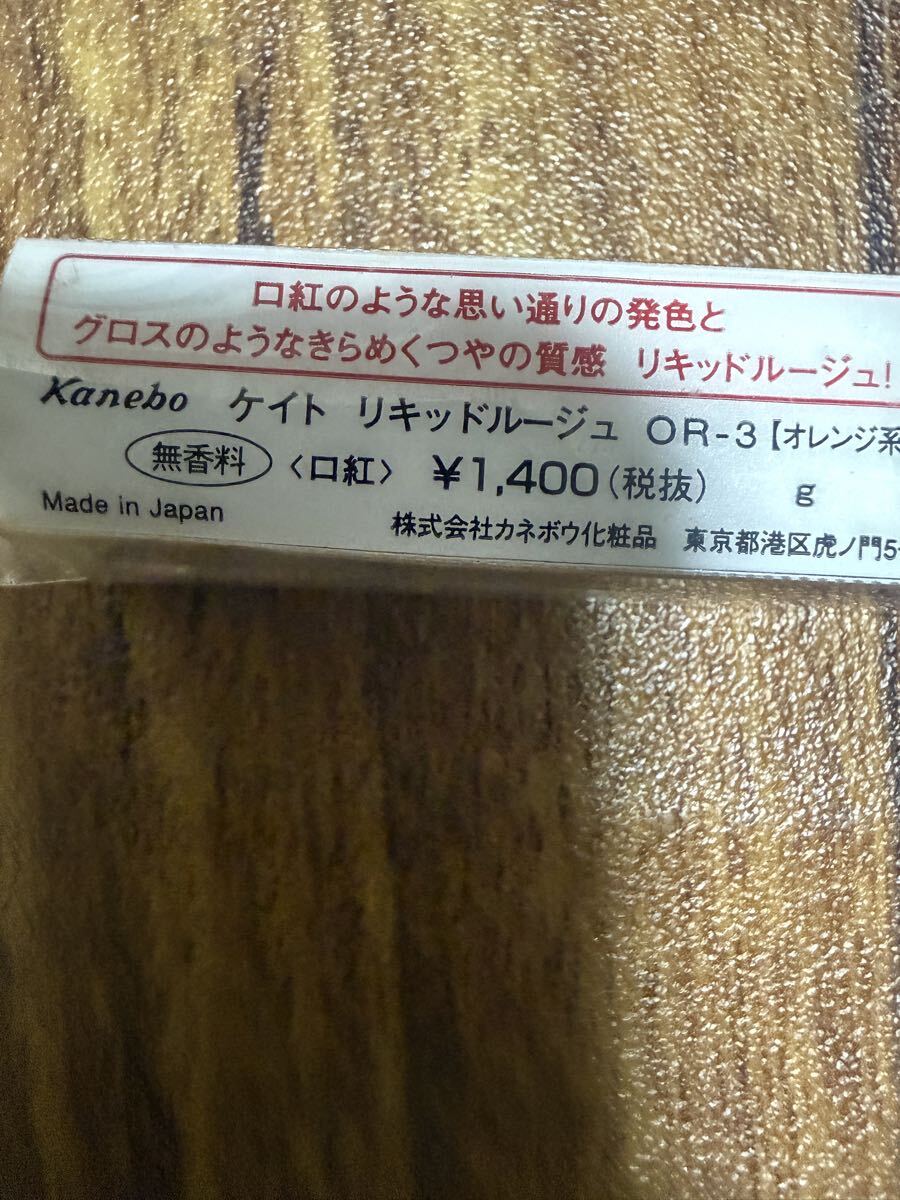 口紅のような思い通りの発色と
グロスのようなきらめくつやの質感 リキッドルージュ!
Kanebo ケイト リキッドルージュ OR-3【オレンジ系
無香料 〈口紅〉 ¥1,400(税抜) g
Made in Japan 株式会社カネボウ化粧品 東京都港区虎ノ門5